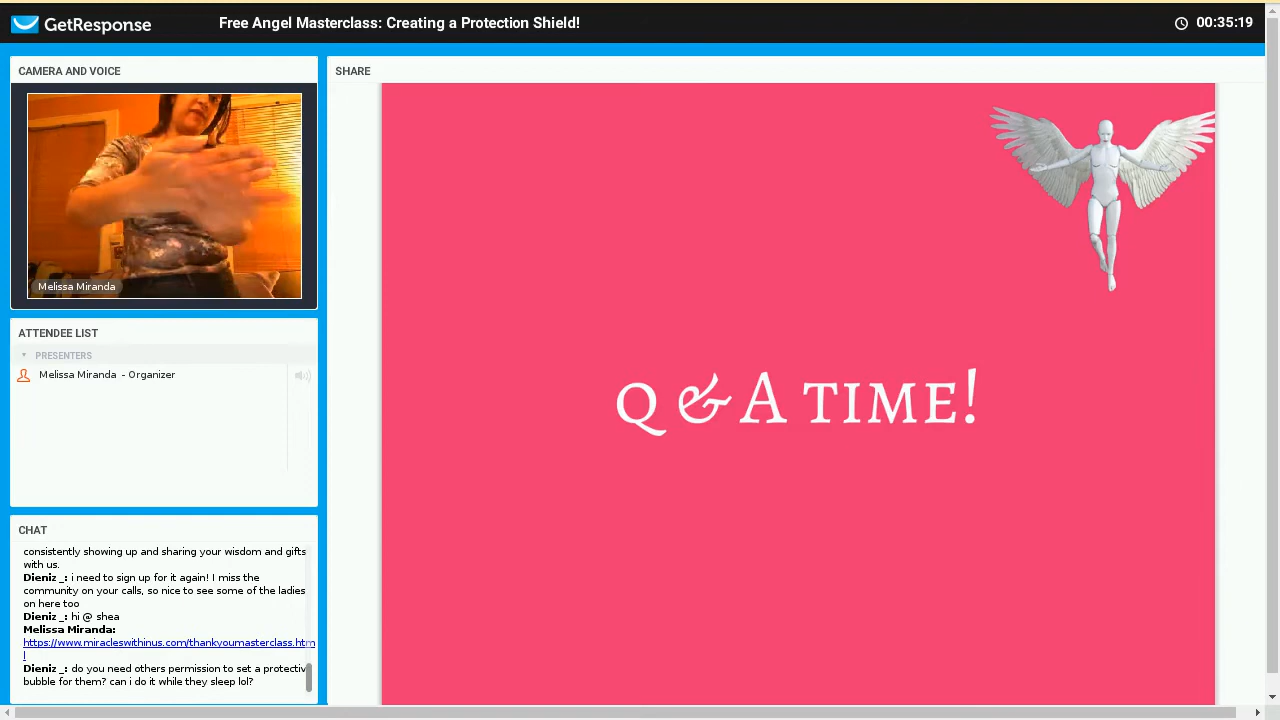 GetResponse
Free Angel Masterclass: Creating a Protection Shield!
00:35:19
CAMERA AND VOICE
Melissa Miranda
ATTENDEE LIST
PRESENTERS
Melissa Miranda - Organizer
CHAT
consistently showing up and sharing your wisdom and gifts
with us.
Dieniz _: i need to sign up for it again! I miss the
community on your calls, so nice to see some of the ladies
on here too
Dieniz _: hi @ shea
Melissa Miranda:
https://www.miracleswithinus.com/thankyoumasterclass.htm
l
Dieniz _: do you need others permission to set a protectiv
bubble for them? can i do it while they sleep lol?
SHARE
Q & A TIME!